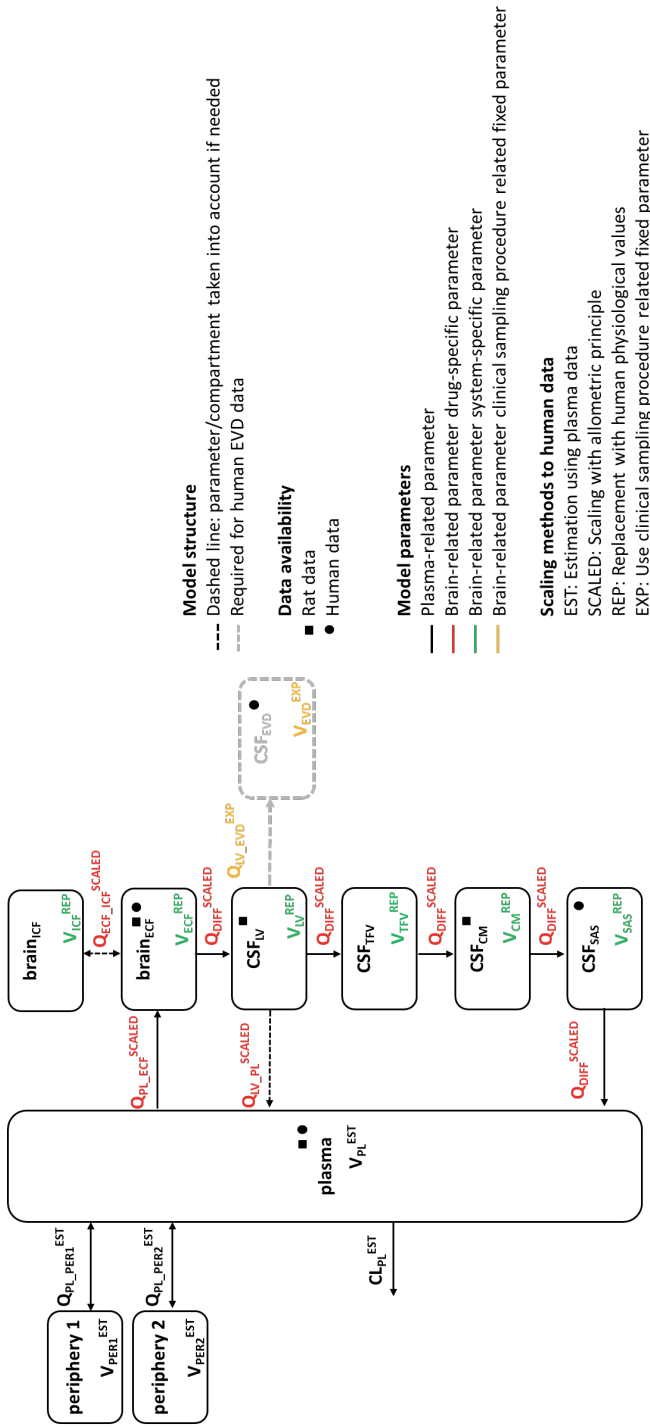 periphery 1
V_PER1^EST
periphery 2
V_PER2^EST
Q_PL_PER1^EST
Q_PL_PER2^EST
CL_PL^EST
plasma
V_PL^EST
Q_PL_ECF^SCALED
Q_LV_PL^SCALED
Q_DIFF^SCALED
brain_ICF
V_ICF^REP
Q_ECF_ICF^SCALED
brain_ECF
V_ECF^REP
Q_DIFF^SCALED
CSF_LV
V_LV^REP
Q_DIFF^SCALED
CSF_TFV
V_TFV^REP
Q_DIFF^SCALED
CSF_CM
V_CM^REP
Q_DIFF^SCALED
CSF_SAS
V_SAS^REP
Q_LV_EVD^EXP
CSF_EVD
V_EVD^EXP
Model structure
Dashed line: parameter/compartment taken into account if needed
Required for human EVD data
Data availability
Rat data
Human data
Model parameters
Plasma-related parameter
Brain-related parameter drug-specific parameter
Brain-related parameter system-specific parameter
Brain-related parameter clinical sampling procedure related fixed parameter
Scaling methods to human data
EST: Estimation using plasma data
SCALED: Scaling with allometric principle
REP: Replacement with human physiological values
EXP: Use clinical sampling procedure related fixed parameter